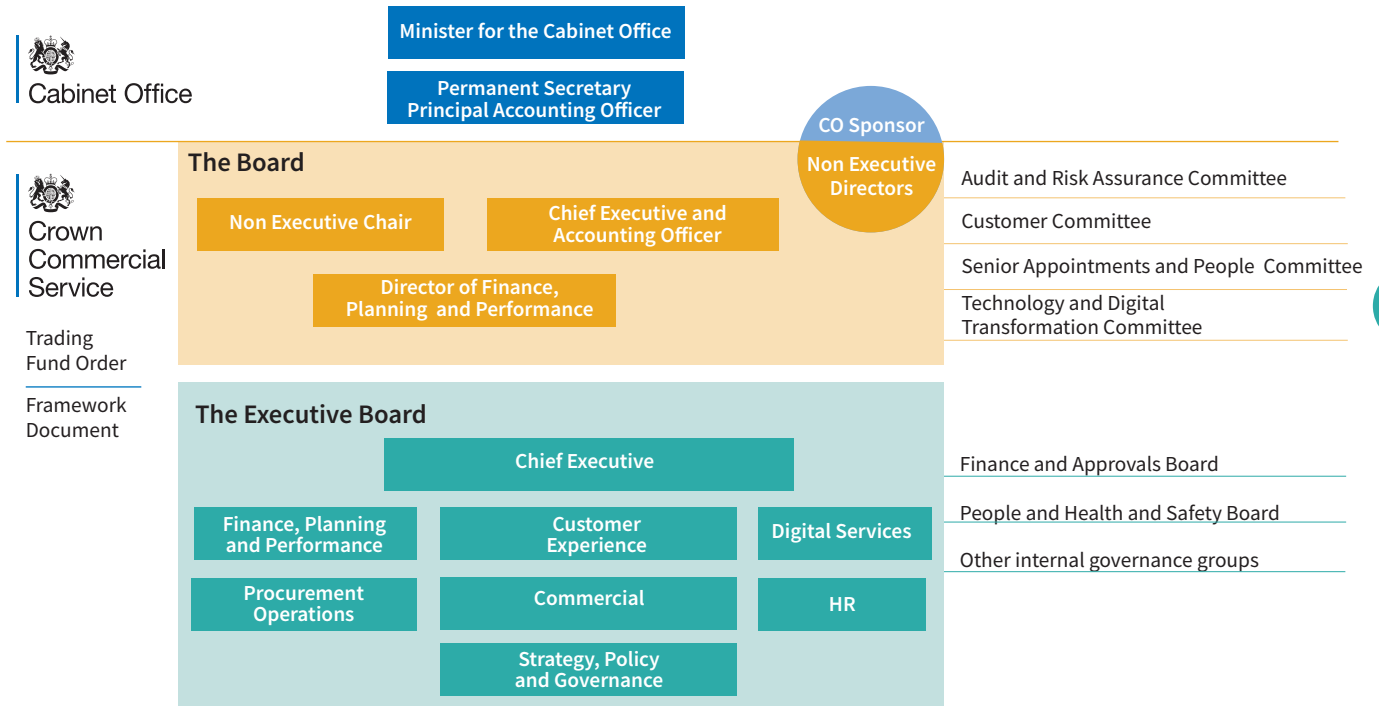 Cabinet Office
Minister for the Cabinet Office
Permanent Secretary
Principal Accounting Officer
CO Sponsor
Non Executive
Directors
Crown
Commercial
Service
Trading
Fund Order
Framework
Document
The Board
Non Executive Chair
Chief Executive and
Accounting Officer
Director of Finance,
Planning and Performance
Audit and Risk Assurance Committee
Customer Committee
Senior Appointments and People Committee
Technology and Digital
Transformation Committee
The Executive Board
Chief Executive
Finance, Planning
and Performance
Customer
Experience
Digital Services
Procurement
Operations
Commercial
HR
Strategy, Policy
and Governance
Finance and Approvals Board
People and Health and Safety Board
Other internal governance groups